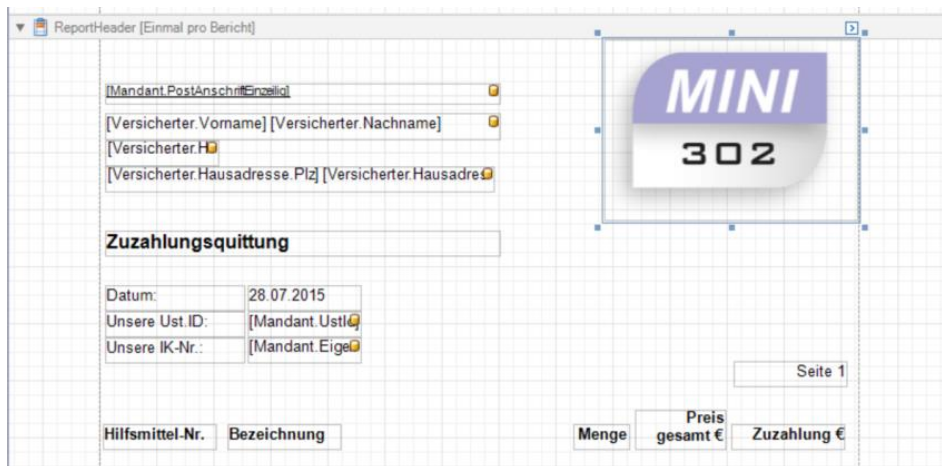 ReportHeader [Einmal pro Bericht]
MINI
302
[Mandant.PostAnschriftEinzeilig]
[Versicherter.Vorname] [Versicherter.Nachname]
[Versicherter.H
[Versicherter.Hausadresse.Plz] [Versicherter.Hausadres
Zuzahlungsquittung
Datum: 28.07.2015
Unsere Ust.ID: [Mandant.UstId
Unsere IK-Nr.: [Mandant.Eige
Seite 1
Hilfsmittel-Nr. Bezeichnung Menge Preis gesamt € Zuzahlung €